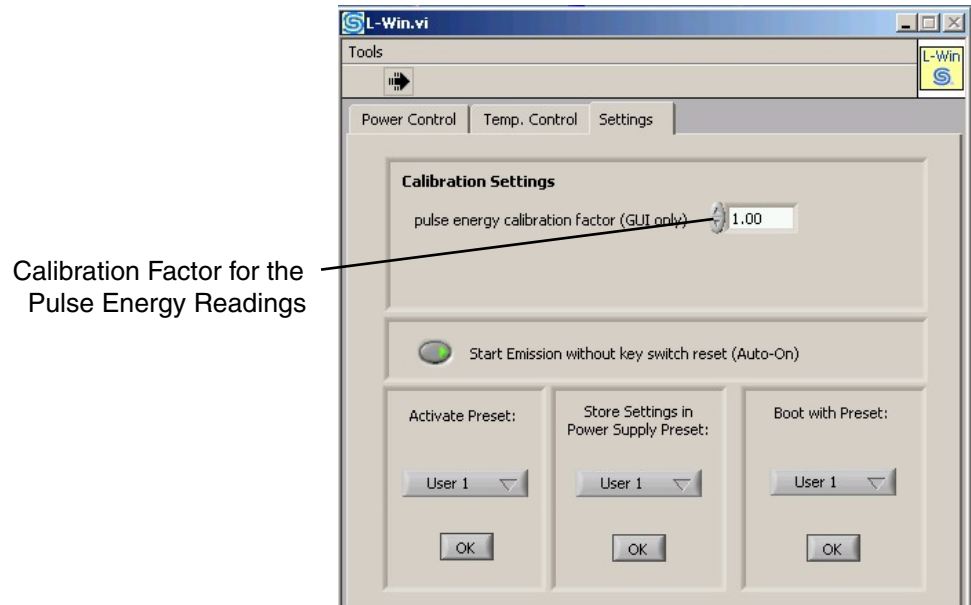 L-Win.vi
Tools
L-Win
Power Control
Temp. Control
Settings
Calibration Settings
pulse energy calibration factor (GUI only)
1.00
Calibration Factor for the
Pulse Energy Readings
Start Emission without key switch reset (Auto-On)
Activate Preset:
User 1
OK
Store Settings in
Power Supply Preset:
User 1
OK
Boot with Preset:
User 1
OK